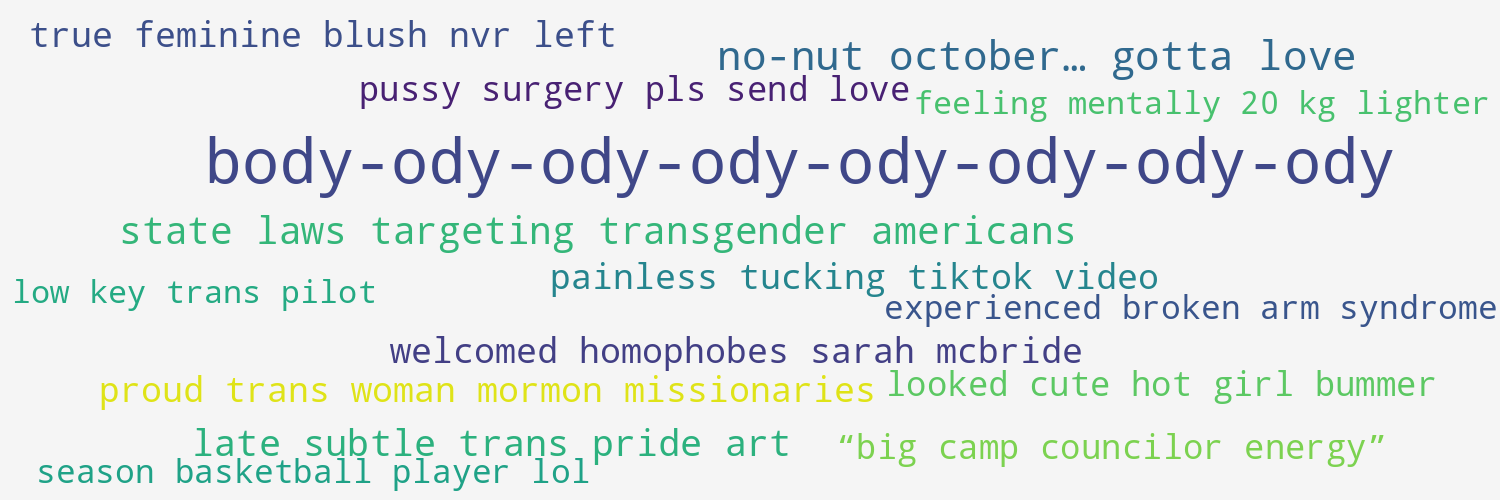 true feminine blush nvr left
no-nut october… gotta love
pussy surgery pls send love
feeling mentally 20 kg lighter
body-ody-ody-ody-ody-ody-ody-ody
state laws targeting transgender americans
painless tucking tiktok video
low key trans pilot
experienced broken arm syndrome
welcomed homophobes sarah mcbride
proud trans woman mormon missionaries
looked cute hot girl bummer
late subtle trans pride art
“big camp councilor energy”
season basketball player lol